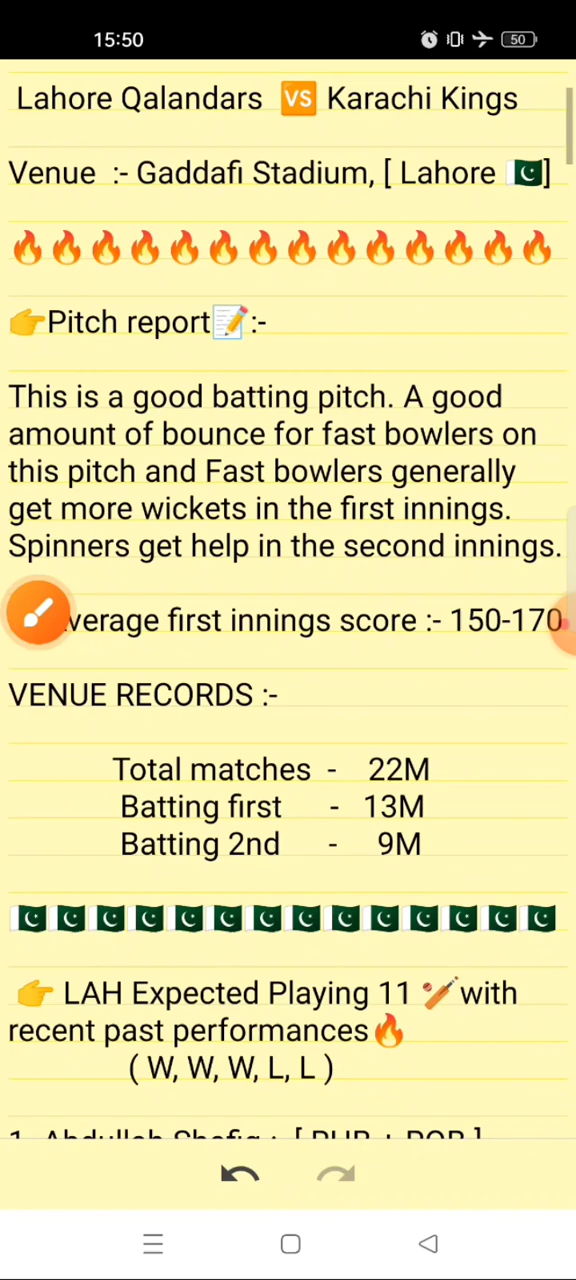 15:50
50
Lahore Qalandars 🆚 Karachi Kings
Venue :- Gaddafi Stadium, [ Lahore 🇵🇰]
🔥🔥🔥🔥🔥🔥🔥🔥🔥🔥🔥🔥🔥🔥
👉Pitch report📝:-
This is a good batting pitch. A good
amount of bounce for fast bowlers on
this pitch and Fast bowlers generally
get more wickets in the first innings.
Spinners get help in the second innings.
verage first innings score :- 150-170
VENUE RECORDS :-
Total matches - 22M
Batting first - 13M
Batting 2nd - 9M
🇵🇰🇵🇰🇵🇰🇵🇰🇵🇰🇵🇰🇵🇰🇵🇰🇵🇰🇵🇰🇵🇰🇵🇰🇵🇰🇵🇰
👉 LAH Expected Playing 11 🏏with
recent past performances🔥
( W, W, W, L, L )